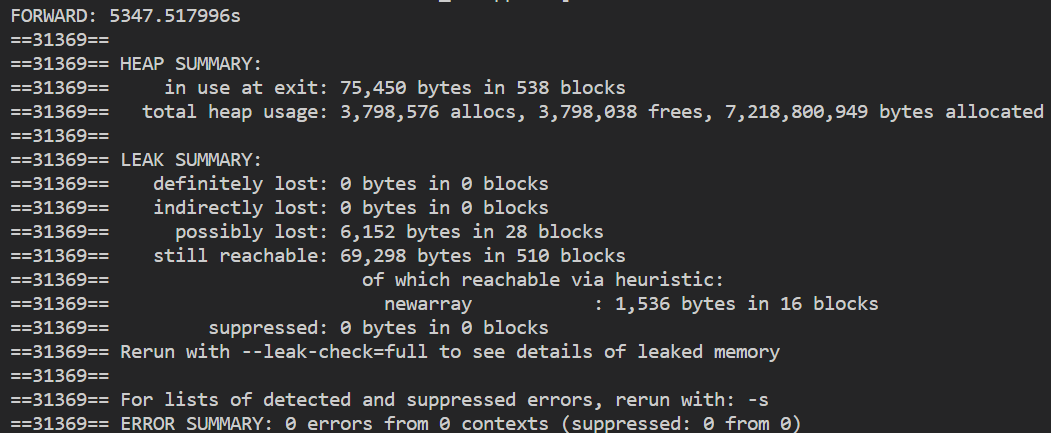 FORWARD: 5347.517996s
==31369==
==31369== HEAP SUMMARY:
==31369==     in use at exit: 75,450 bytes in 538 blocks
==31369==   total heap usage: 3,798,576 allocs, 3,798,038 frees, 7,218,800,949 bytes allocated
==31369==
==31369== LEAK SUMMARY:
==31369==    definitely lost: 0 bytes in 0 blocks
==31369==    indirectly lost: 0 bytes in 0 blocks
==31369==      possibly lost: 6,152 bytes in 28 blocks
==31369==    still reachable: 69,298 bytes in 510 blocks
==31369==                       of which reachable via heuristic:
==31369==                         newarray           : 1,536 bytes in 16 blocks
==31369==         suppressed: 0 bytes in 0 blocks
==31369== Rerun with --leak-check=full to see details of leaked memory
==31369==
==31369== For lists of detected and suppressed errors, rerun with: -s
==31369== ERROR SUMMARY: 0 errors from 0 contexts (suppressed: 0 from 0)